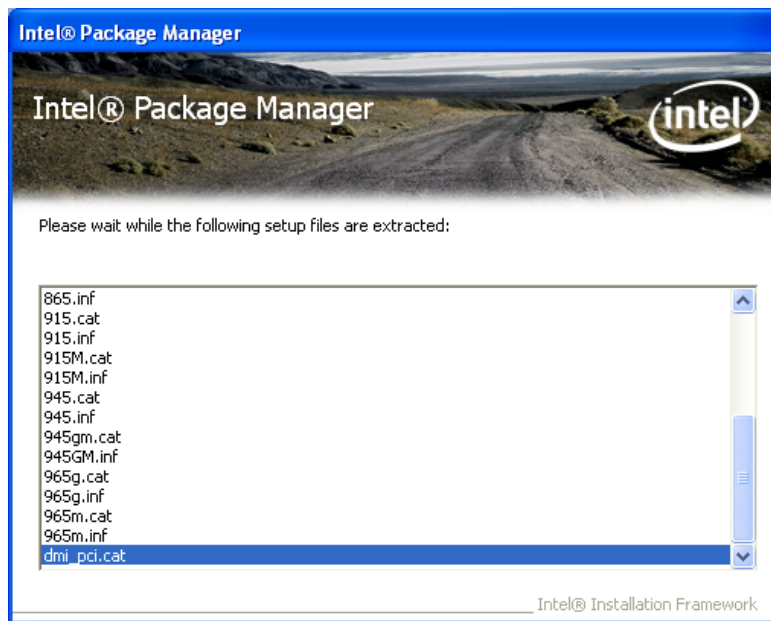 Intel® Package Manager
Intel® Package Manager
intel®
Please wait while the following setup files are extracted:
865.inf
915.cat
915.inf
915M.cat
915M.inf
945.cat
945.inf
945gm.cat
945GM.inf
965g.cat
965g.inf
965m.cat
965m.inf
dmi_pci.cat
Intel® Installation Framework